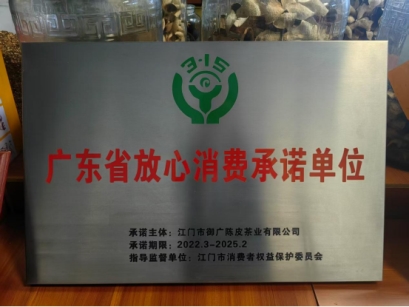 3·15
广东省放心消费承诺单位
承诺主体：江门市御广陈皮茶业有限公司
承诺期限：2022.3-2025.2
指导监督单位：江门市消费者权益保护委员会